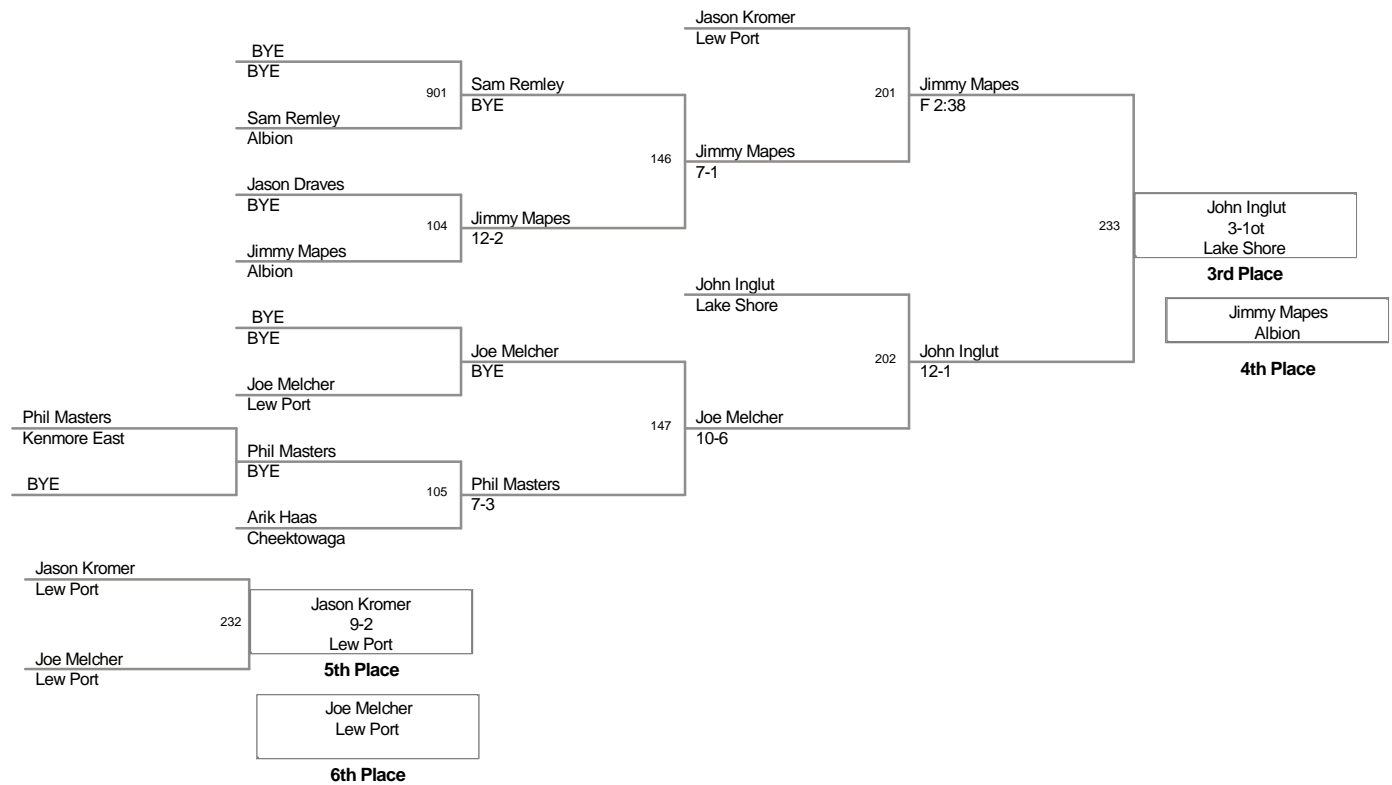 Jason Kromer
Lew Port
BYE
BYE
901
Sam Remley
BYE
201
Jimmy Mapes
F 2:38
Sam Remley
Albion
146
Jimmy Mapes
7-1
Jason Draves
BYE
104
Jimmy Mapes
12-2
Jimmy Mapes
Albion
233
John Inglut
3-1ot
Lake Shore
3rd Place
John Inglut
Lake Shore
Jimmy Mapes
Albion
4th Place
BYE
BYE
Joe Melcher
BYE
202
John Inglut
12-1
Joe Melcher
Lew Port
Phil Masters
Kenmore East
147
Joe Melcher
10-6
Phil Masters
BYE
BYE
105
Phil Masters
7-3
Arik Haas
Cheektowaga
Jason Kromer
Lew Port
232
Jason Kromer
9-2
Lew Port
5th Place
Joe Melcher
Lew Port
Joe Melcher
Lew Port
6th Place